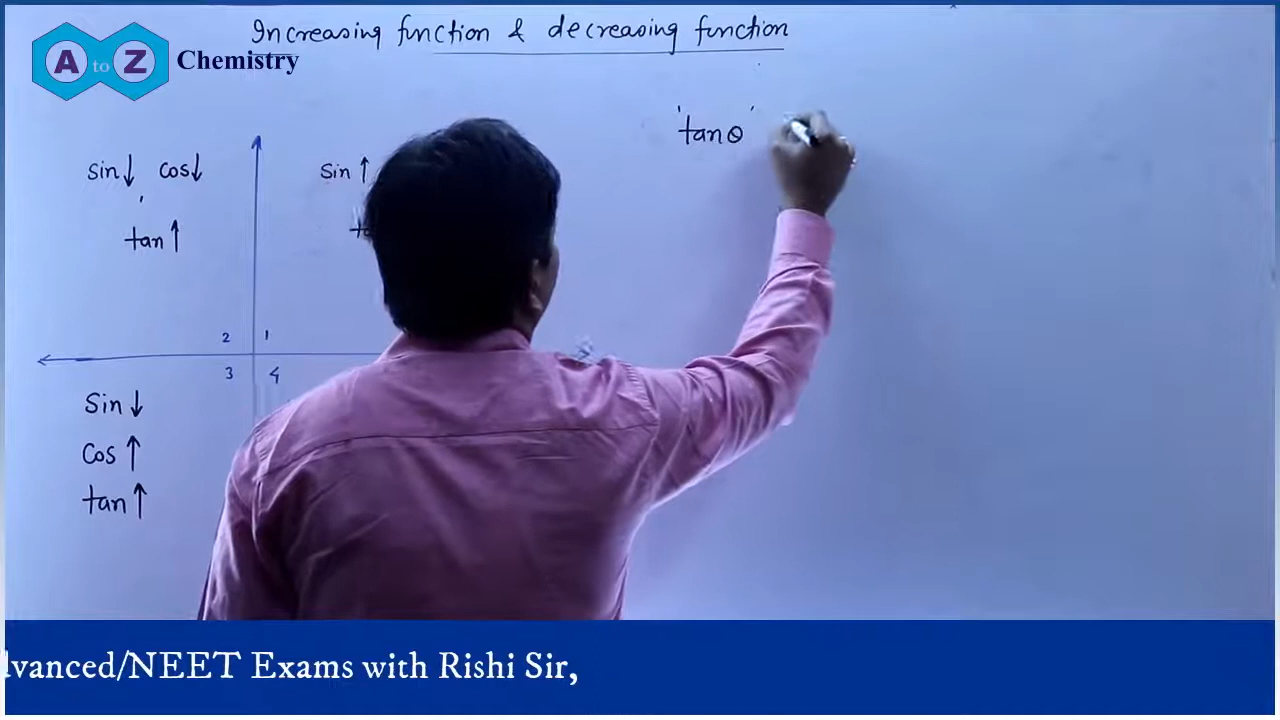 Increasing function & decreasing function
A to Z Chemistry
'tanθ'
sin↓ cos↓
sin↑
tan↑
2 1
3 4
Sin↓
cos↑
tan↑
dvanced/NEET Exams with Rishi Sir,